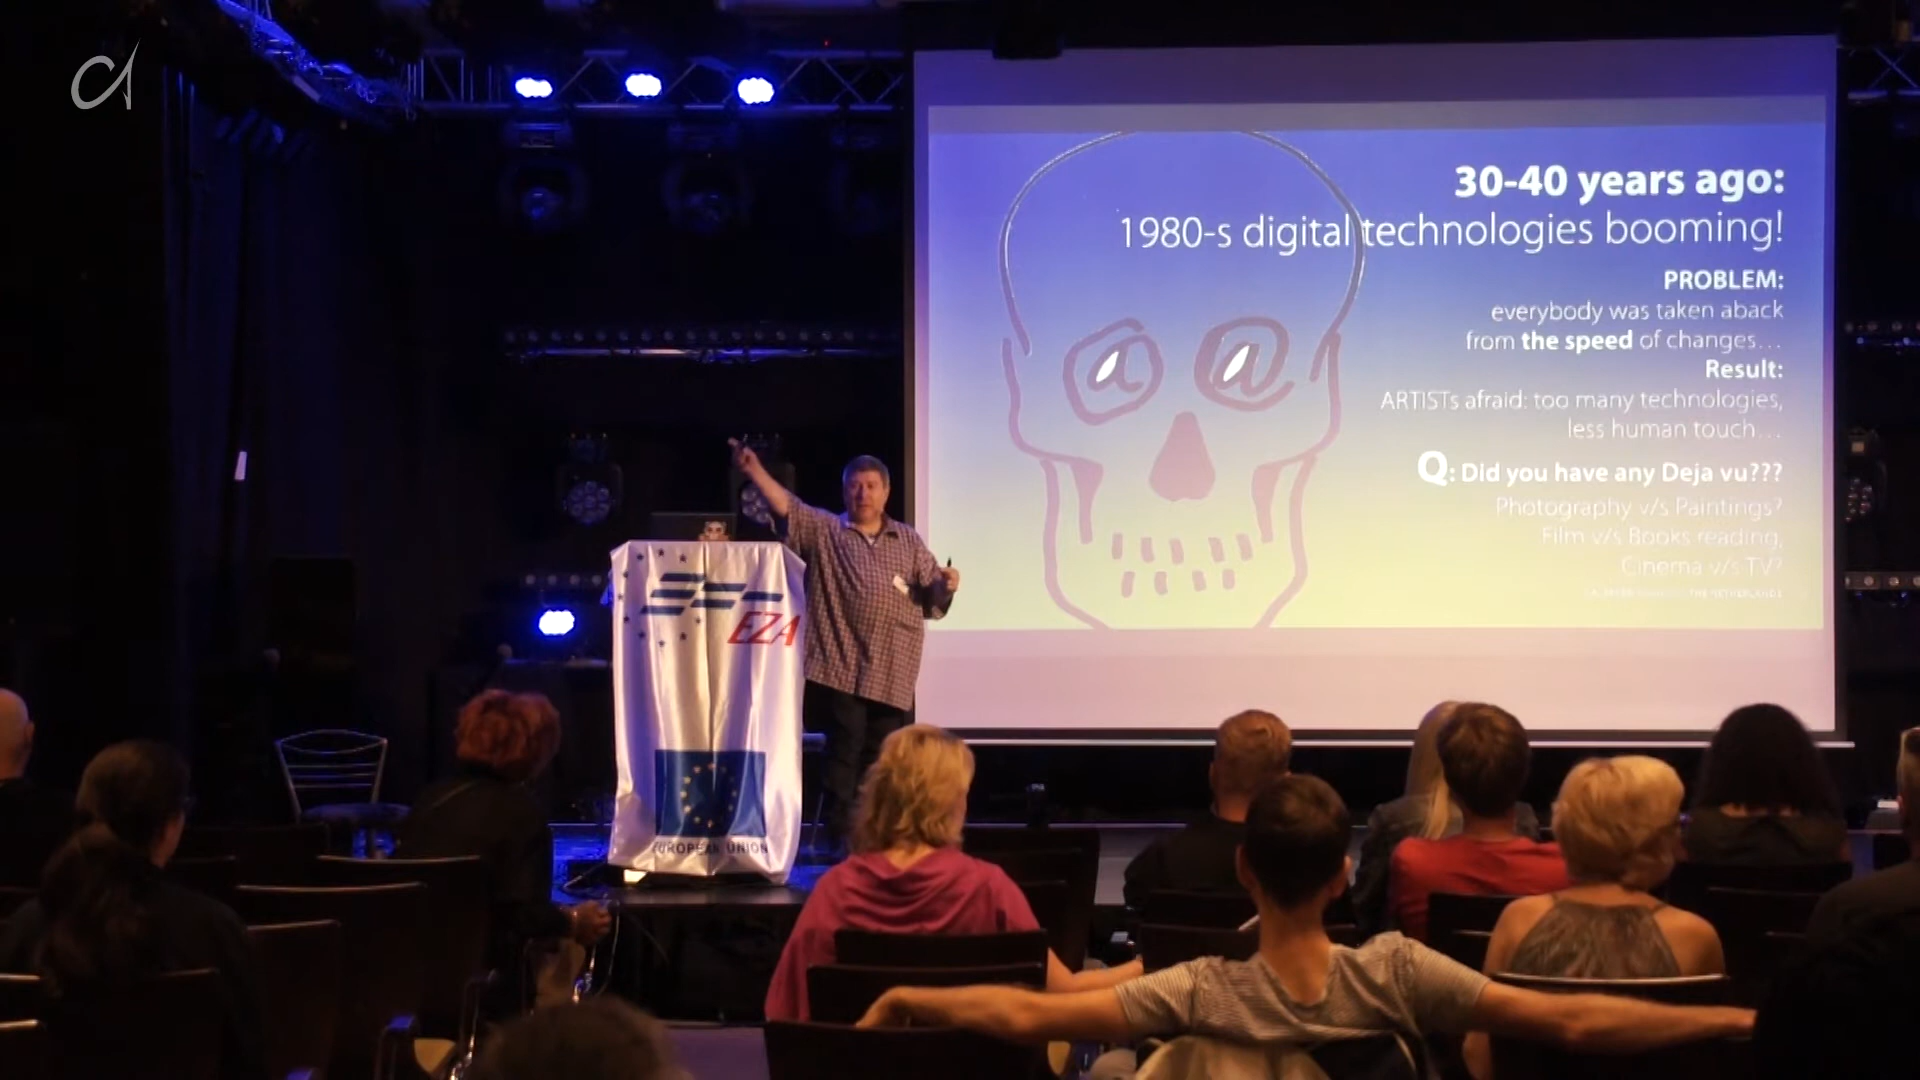 30-40 years ago:
1980-s digital technologies booming!
PROBLEM:
everybody was taken aback
from the speed of changes...
Result:
ARTISTs afraid: too many technologies,
less human touch...
Q: Did you have any Deja vu???
Photography v/s Paintings?
Film v/s Books reading,
Cinema v/s TV?
THE NETHERLANDS
a @
EZA
EUROPEAN UNION